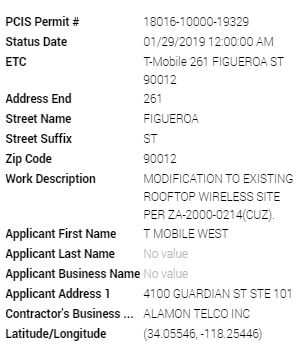 PCIS Permit # 18016-10000-19329
Status Date 01/29/2019 12:00:00 AM
ETC T-Mobile 261 FIGUEROA ST
90012
Address End 261
Street Name FIGUEROA
Street Suffix ST
Zip Code 90012
Work Description MODIFICATION TO EXISTING
ROOFTOP WIRELESS SITE
PER ZA-2000-0214(CUZ).
Applicant First Name T MOBILE WEST
Applicant Last Name No value
Applicant Business Name No value
Applicant Address 1 4100 GUARDIAN ST STE 101
Contractor's Business ... ALAMON TELCO INC
Latitude/Longitude (34.05546, -118.25446)